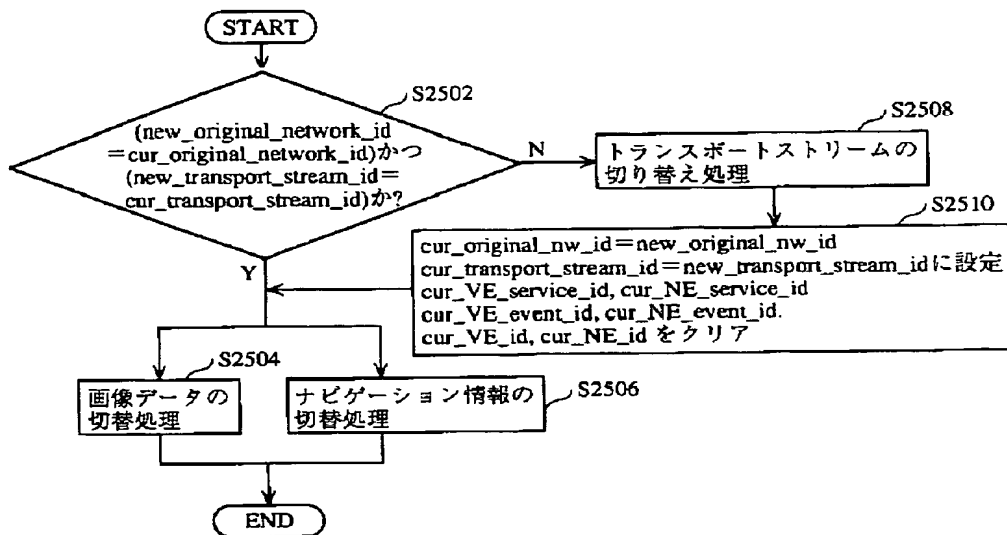 START
S2502
(new_original_network_id
=cur_original_network_id)かつ
(new_transport_stream_id=
cur_transport_stream_id)か?
N
Y
S2508
トランスポートストリームの
切り替え処理
S2510
cur_original_nw_id=new_original_nw_id
cur_transport_stream_id=new_transport_stream_idに設定
cur_VE_service_id, cur_NE_service_id
cur_VE_event_id, cur_NE_event_id.
cur_VE_id, cur_NE_id をクリア
S2504
画像データの
切替処理
S2506
ナビゲーション情報の
切替処理
END